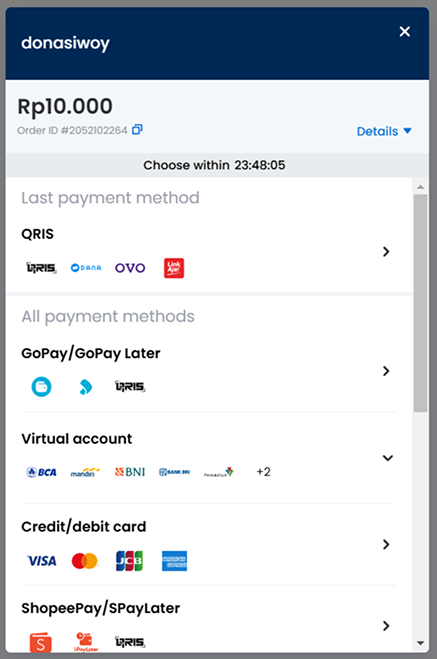 donasiwoy
Rp10.000
Order ID #2052102264
Details
Choose within 23:48:05
Last payment method
QRIS
QRIS DANA OVO Link Aja!
All payment methods
GoPay/GoPay Later
QRIS
Virtual account
BCA mandiri BNI BANK BRI PermataBank +2
Credit/debit card
VISA JCB
ShopeePay/SPayLater
S SPayLater QRIS